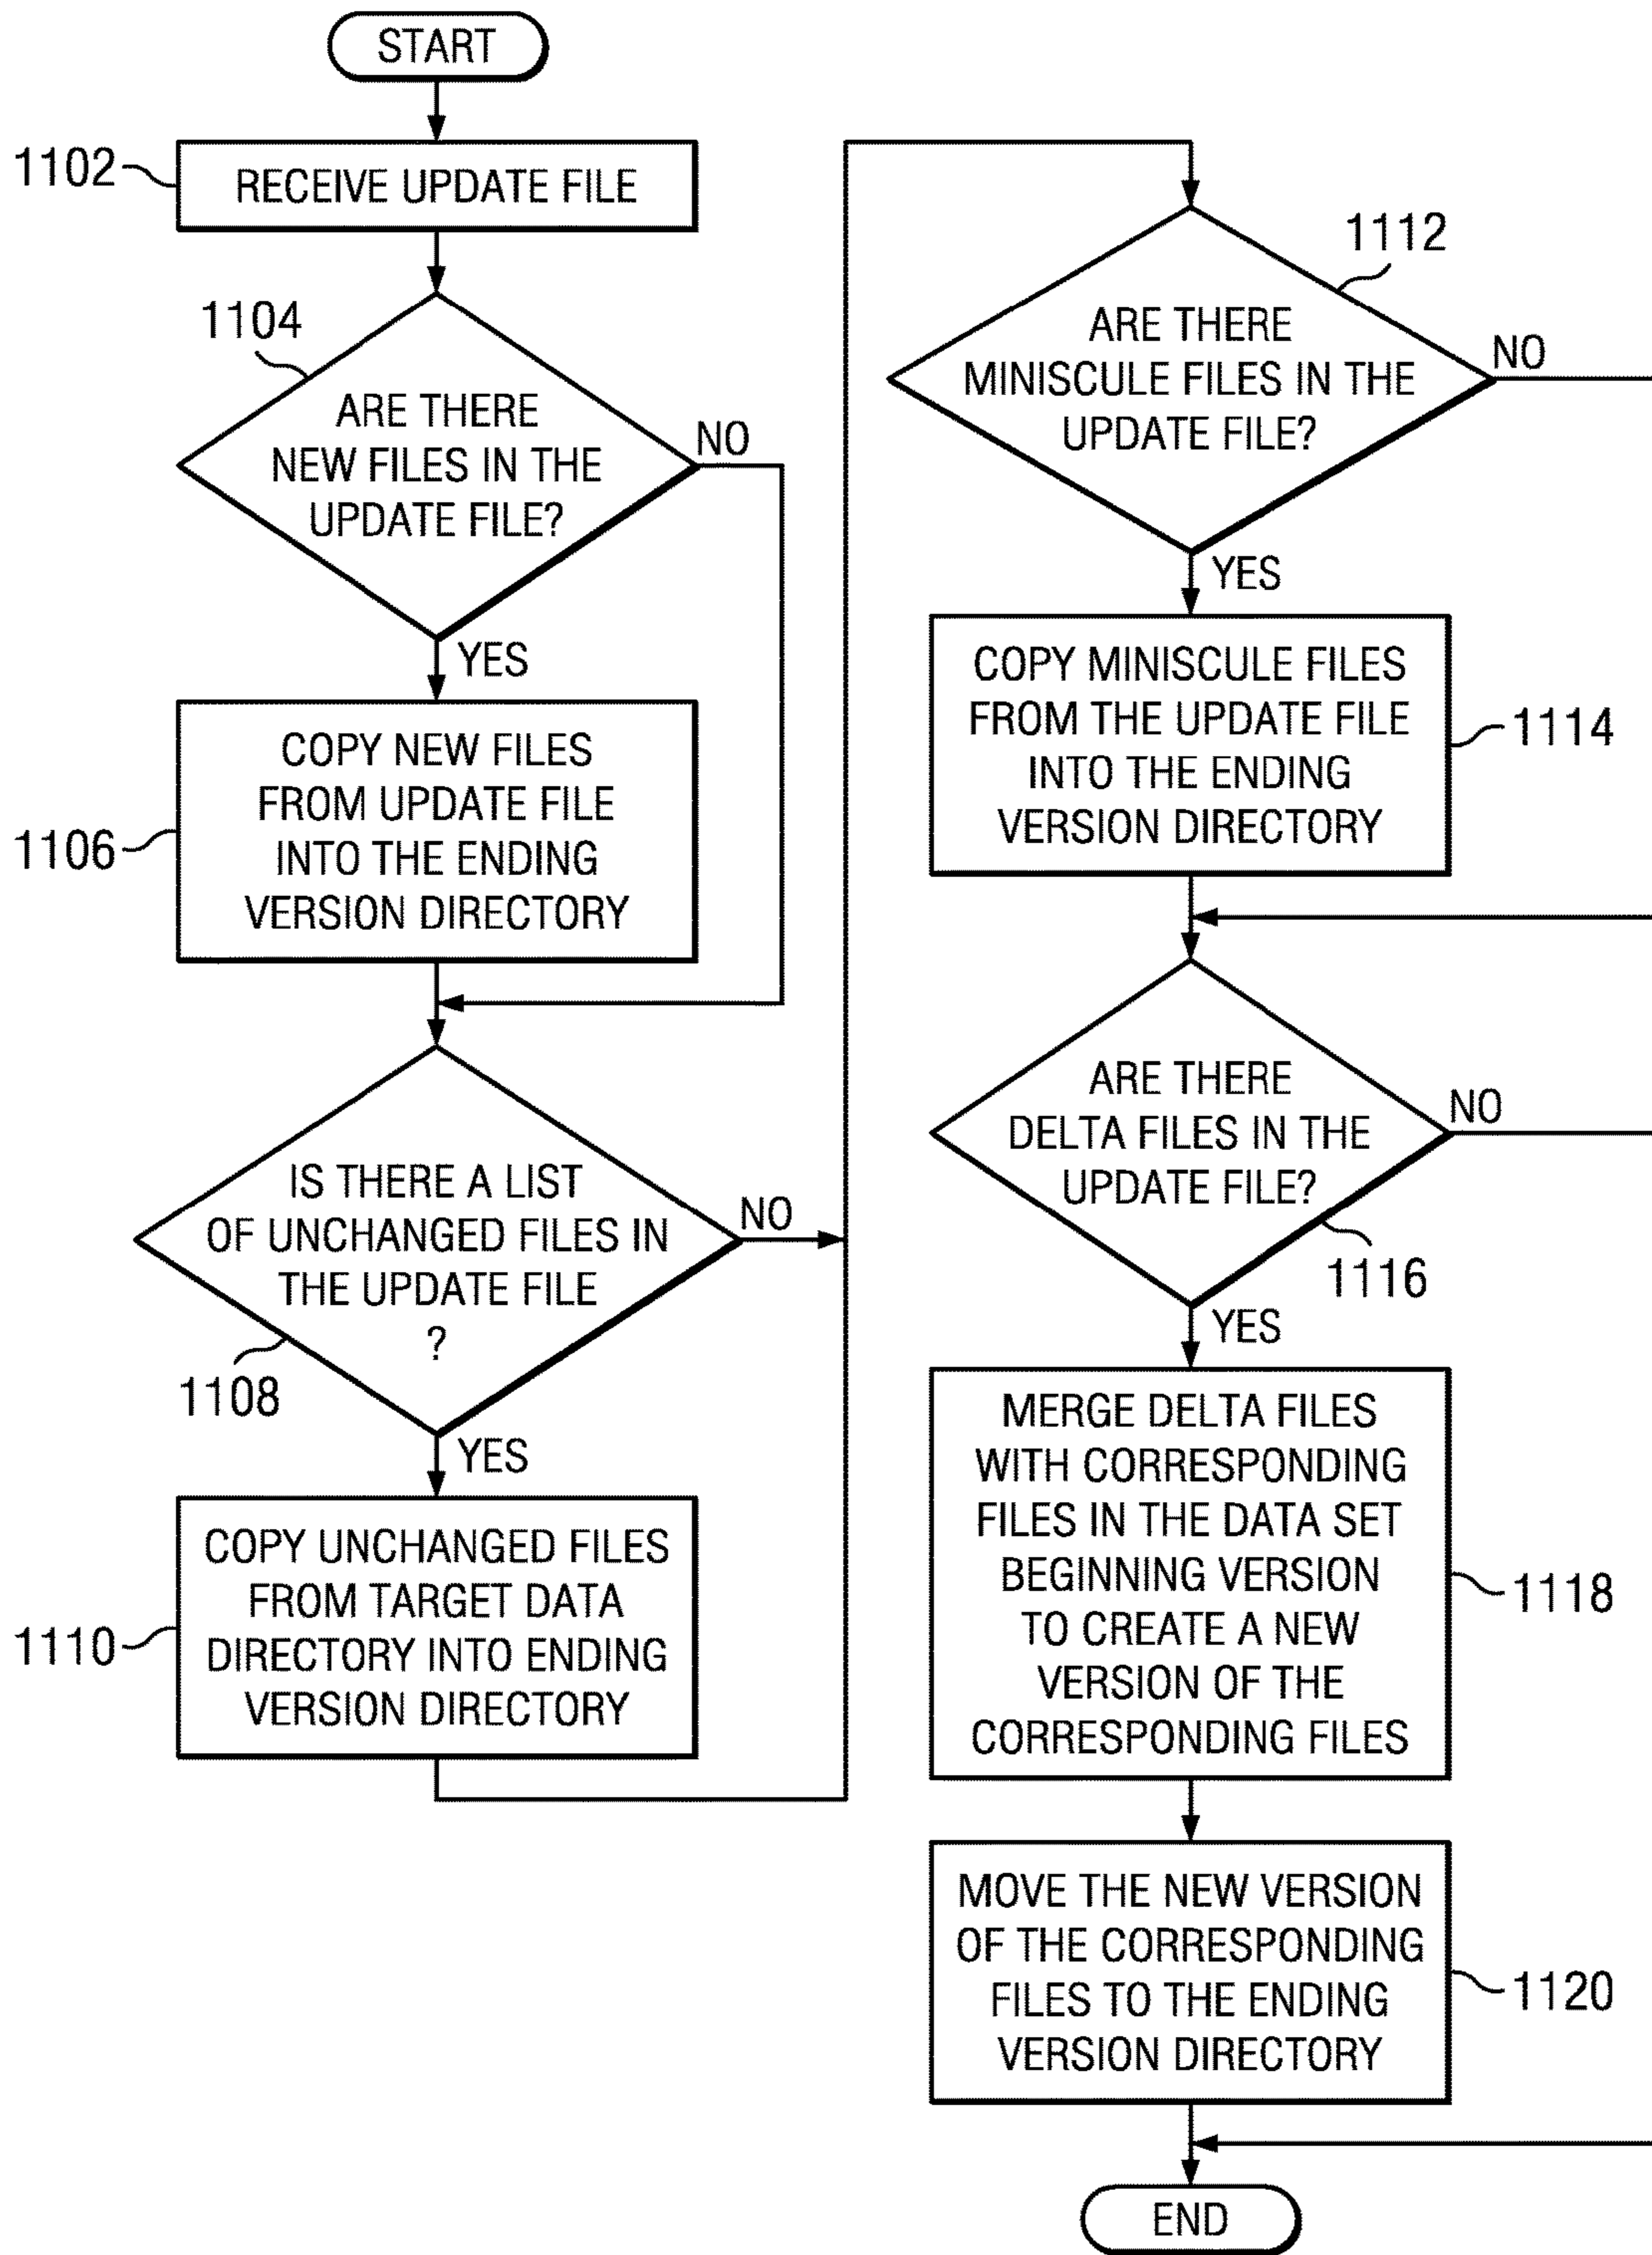 START
1102
RECEIVE UPDATE FILE
1104
ARE THERE
NEW FILES IN THE
UPDATE FILE?
NO
YES
1106
COPY NEW FILES
FROM UPDATE FILE
INTO THE ENDING
VERSION DIRECTORY
IS THERE A LIST
OF UNCHANGED FILES IN
THE UPDATE FILE
?
NO
1108
YES
1110
COPY UNCHANGED FILES
FROM TARGET DATA
DIRECTORY INTO ENDING
VERSION DIRECTORY
1112
ARE THERE
MINISCULE FILES IN THE
UPDATE FILE?
NO
YES
COPY MINISCULE FILES
FROM THE UPDATE FILE
INTO THE ENDING
VERSION DIRECTORY
1114
ARE THERE
DELTA FILES IN THE
UPDATE FILE?
NO
1116
YES
MERGE DELTA FILES
WITH CORRESPONDING
FILES IN THE DATA SET
BEGINNING VERSION
TO CREATE A NEW
VERSION OF THE
CORRESPONDING FILES
1118
MOVE THE NEW VERSION
OF THE CORRESPONDING
FILES TO THE ENDING
VERSION DIRECTORY
1120
END